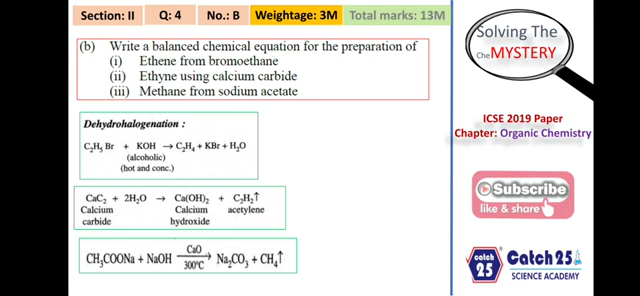 Section: II Q: 4 No.: B Weightage: 3M Total marks: 13M
(b) Write a balanced chemical equation for the preparation of
(i) Ethene from bromoethane
(ii) Ethyne using calcium carbide
(iii) Methane from sodium acetate
Dehydrohalogenation :
C₂H₅ Br + KOH → C₂H₄ + KBr + H₂O
(alcoholic)
(hot and conc.)
CaC₂ + 2H₂O → Ca(OH)₂ + C₂H₂↑
Calcium Calcium acetylene
carbide hydroxide
CaO
CH₃COONa + NaOH → Na₂CO₃ + CH₄↑
300°C
Solving The
Che MYSTERY
ICSE 2019 Paper
Chapter: Organic Chemistry
Subscribe
like & share
catch
25
Catch25
SCIENCE ACADEMY